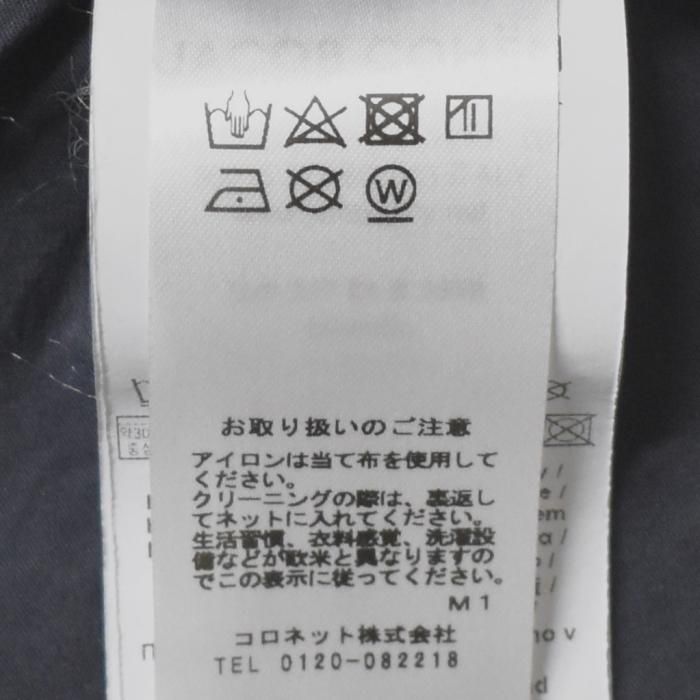 W
お取り扱いのご注意
アイロンは当て布を使用して
ください。
クリーニングの際は、裏返し
てネットに入れてください。
生活習慣、衣料感覚、洗濯設
備などが欧米と異なりますの
でこの表示に従ってください。
M1
コロネット株式会社
TEL 0120-082218